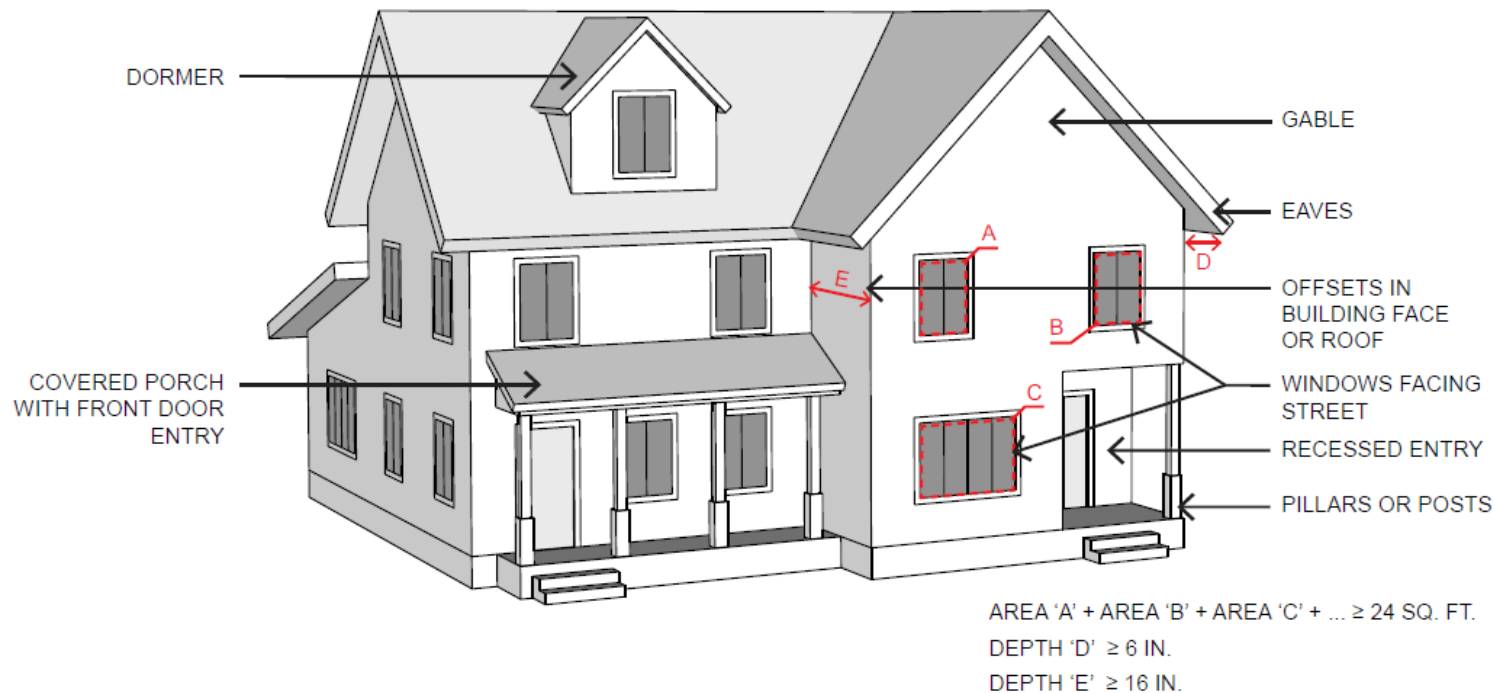 DORMER
GABLE
EAVES
A
D
E
OFFSETS IN
BUILDING FACE
OR ROOF
B
COVERED PORCH
WITH FRONT DOOR
ENTRY
WINDOWS FACING
STREET
C
RECESSED ENTRY
PILLARS OR POSTS
AREA ‘A’ + AREA ‘B’ + AREA ‘C’ + ... ≥ 24 SQ. FT.
DEPTH ‘D’ ≥ 6 IN.
DEPTH ‘E’ ≥ 16 IN.